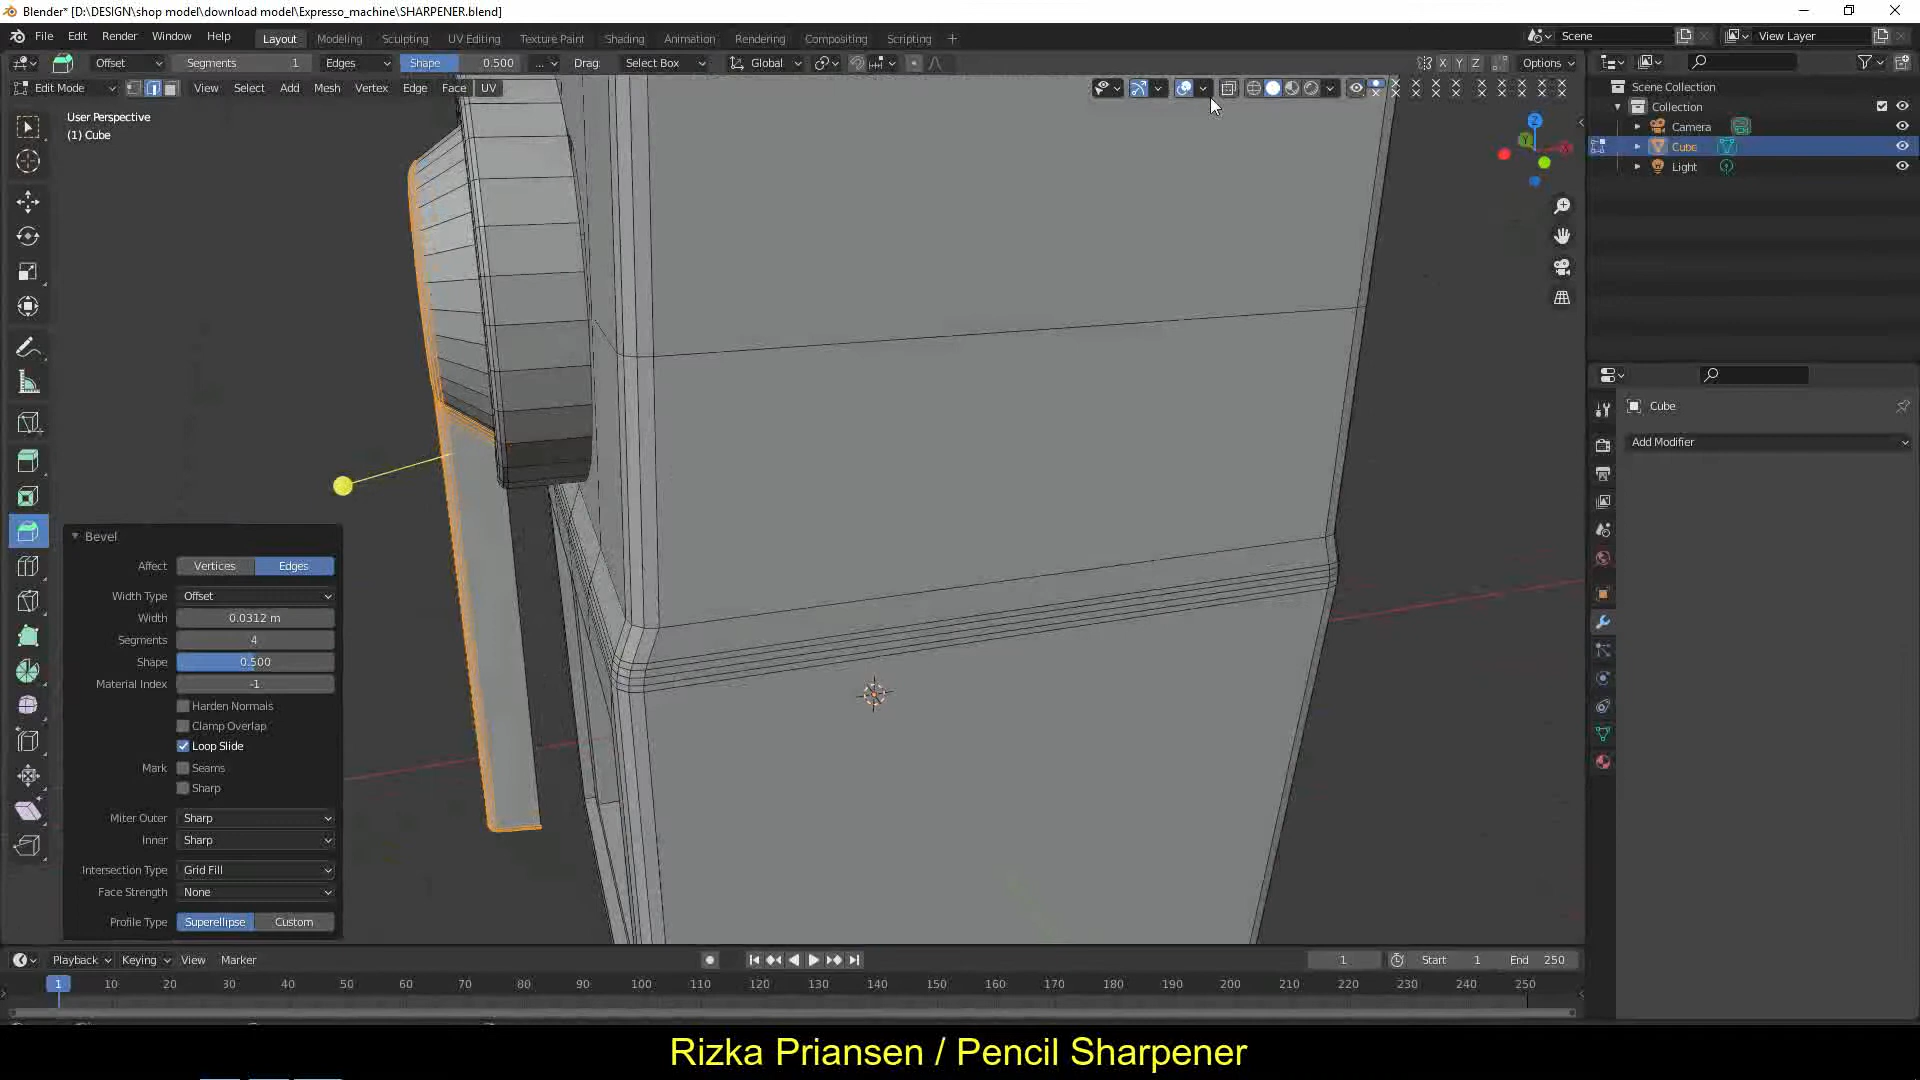 Blender* [D:\DESIGN\shop model\download model\Expresso_machine\SHARPENER.blend]
File Edit Render Window Help Layout Modeling Sculpting UV Editing Texture Paint Shading Animation Rendering Compositing Scripting + Scene View Layer
Offset Segments 1 Edges Shape 0.500 ... Drag: Select Box Global X Y Z Options
Edit Mode View Select Add Mesh Vertex Edge Face UV
User Perspective
(1) Cube
Scene Collection
Collection
Camera
Cube
Light
Cube
Add Modifier
Bevel
Affect Vertices Edges
Width Type Offset
Width 0.0312 m
Segments 4
Shape 0.500
Material Index -1
Harden Normals
Clamp Overlap
Loop Slide
Mark Seams
Sharp
Miter Outer Sharp
Inner Sharp
Intersection Type Grid Fill
Face Strength None
Profile Type Superellipse Custom
Playback Keying View Marker 1 Start 1 End 250
1 10 20 30 40 50 60 70 80 90 100 110 120 130 140 150 160 170 180 190 200 210 220 230 240 250
Rizka Priansen / Pencil Sharpener